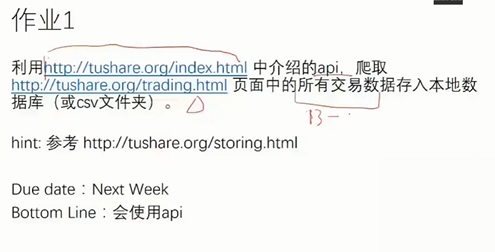 作业1
利用http://tushare.org/index.html 中介绍的api，爬取
http://tushare.org/trading.html 页面中的所有交易数据存入本地数
据库（或csv文件夹）。
hint: 参考 http://tushare.org/storing.html
Due date：Next Week
Bottom Line：会使用api